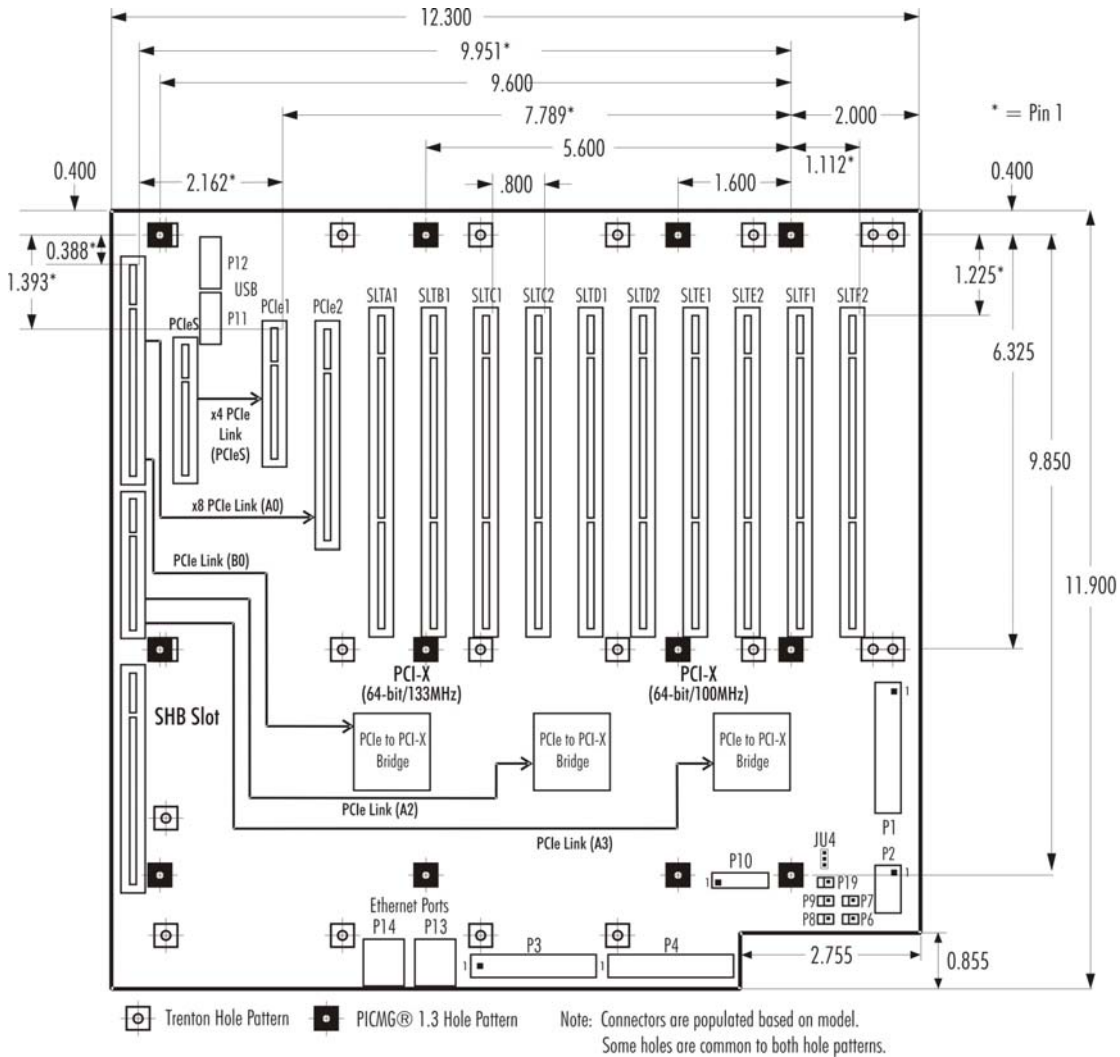 12.300
9.951*
9.600
7.789*
2.000
* = Pin 1
5.600
1.112*
0.400
2.162*
.800
1.600
0.400
0.388*
1.393*
P12
USB
P11
1.225*
6.325
PCIeS
PCIe1
PCIe2
SLTA1
SLTB1
SLTC1
SLTC2
SLTD1
SLTD2
SLTE1
SLTE2
SLTF1
SLTF2
x4 PCIe
Link
(PCIeS)
9.850
x8 PCIe Link (A0)
PCIe Link (B0)
11.900
PCI-X
(64-bit/133MHz)
PCI-X
(64-bit/100MHz)
1
SHB Slot
PCIe to PCI-X
Bridge
PCIe to PCI-X
Bridge
PCIe to PCI-X
Bridge
PCIe Link (A2)
P1
PCIe Link (A3)
JU4
P2
P10
1
1
P19
P9
P7
P8
P6
Ethernet Ports
P14
P13
P3
P4
1
1
2.755
0.855
Trenton Hole Pattern
PICMG® 1.3 Hole Pattern
Note: Connectors are populated based on model.
Some holes are common to both hole patterns.